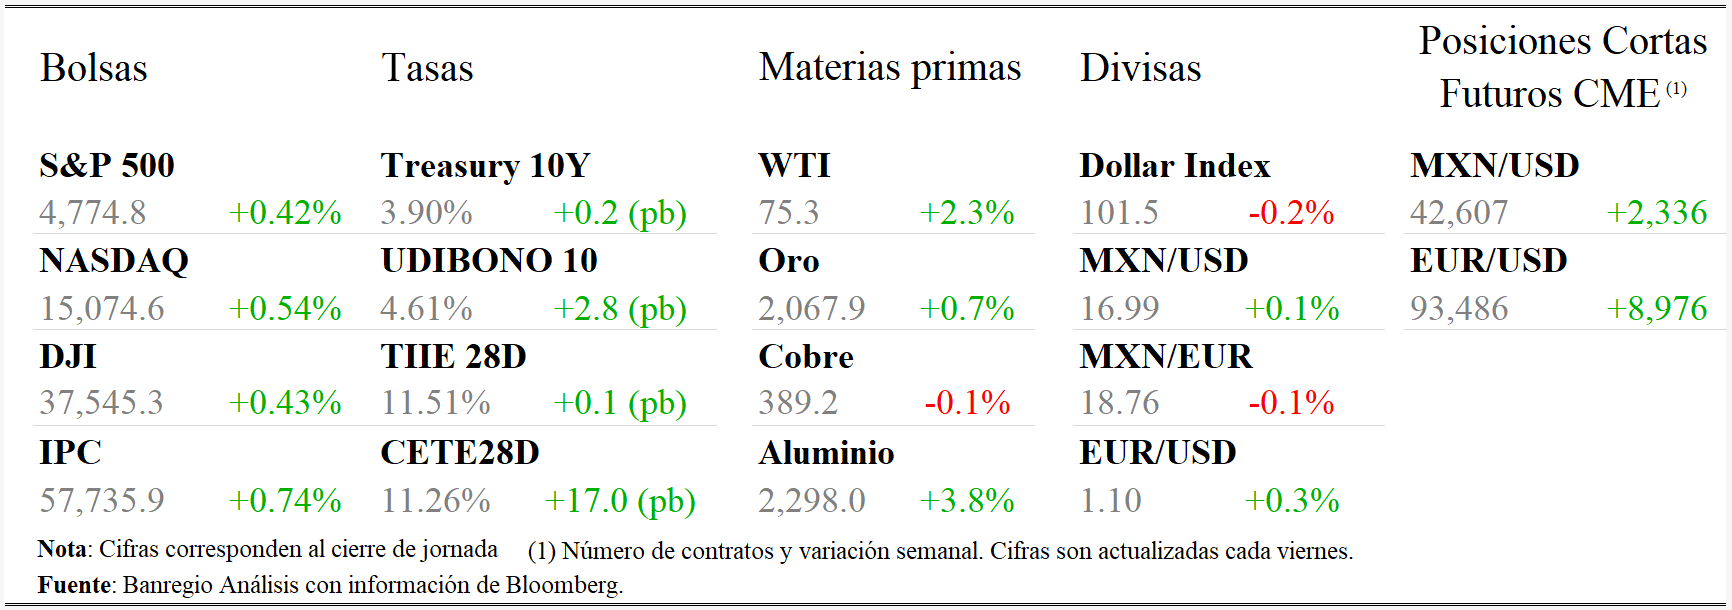 Bolsas Tasas Materias primas Divisas Posiciones Cortas
Futuros CME (1)
S&P 500 Treasury 10Y WTI Dollar Index MXN/USD
4,774.8 +0.42% 3.90% +0.2 (pb) 75.3 +2.3% 101.5 -0.2% 42,607 +2,336
NASDAQ UDIBONO 10 Oro MXN/USD EUR/USD
15,074.6 +0.54% 4.61% +2.8 (pb) 2,067.9 +0.7% 16.99 +0.1% 93,486 +8,976
DJI TIIE 28D Cobre MXN/EUR
37,545.3 +0.43% 11.51% +0.1 (pb) 389.2 -0.1% 18.76 -0.1%
IPC CETE28D Aluminio EUR/USD
57,735.9 +0.74% 11.26% +17.0 (pb) 2,298.0 +3.8% 1.10 +0.3%
Nota: Cifras corresponden al cierre de jornada (1) Número de contratos y variación semanal. Cifras son actualizadas cada viernes.
Fuente: Banregio Análisis con información de Bloomberg.